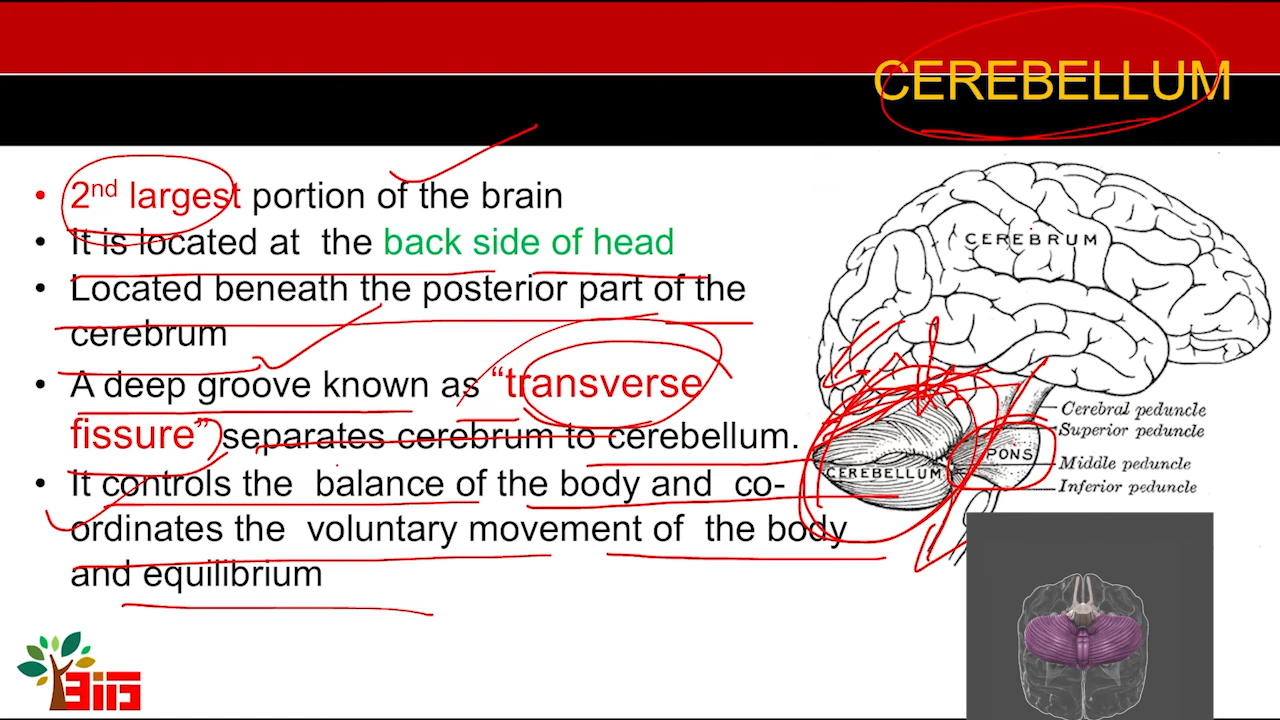 CEREBELLUM
• 2nd largest portion of the brain
• It is located at the back side of head
• Located beneath the posterior part of the
cerebrum
• A deep groove known as “transverse
fissure” separates cerebrum to cerebellum.
• It controls the balance of the body and co-
ordinates the voluntary movement of the body
and equilibrium
CEREBRUM
Cerebral peduncle
Superior peduncle
PONS
Middle peduncle
CEREBELLUM
Inferior peduncle